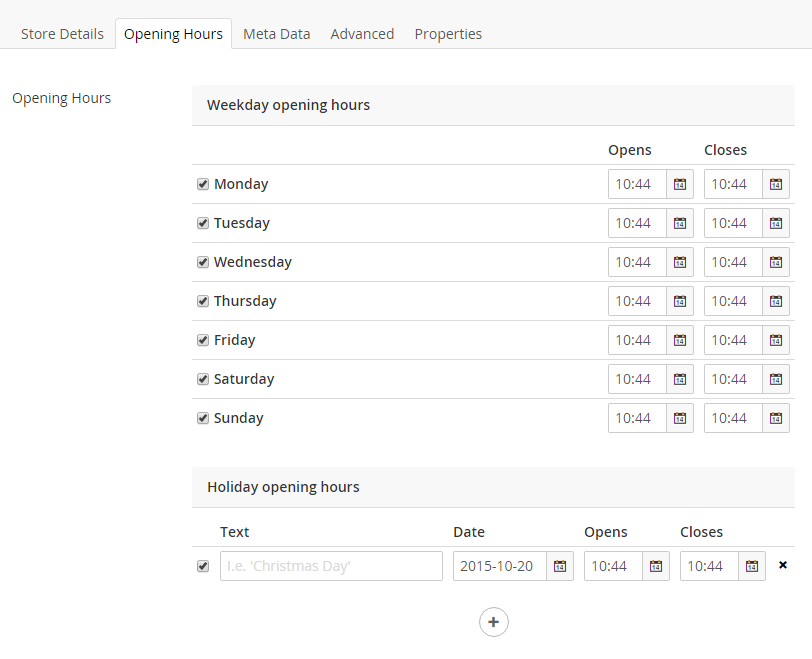 Store Details Opening Hours Meta Data Advanced Properties
Opening Hours
Weekday opening hours
Opens Closes
Monday 10:44 10:44
Tuesday 10:44 10:44
Wednesday 10:44 10:44
Thursday 10:44 10:44
Friday 10:44 10:44
Saturday 10:44 10:44
Sunday 10:44 10:44
Holiday opening hours
Text Date Opens Closes
I.e. 'Christmas Day' 2015-10-20 10:44 10:44